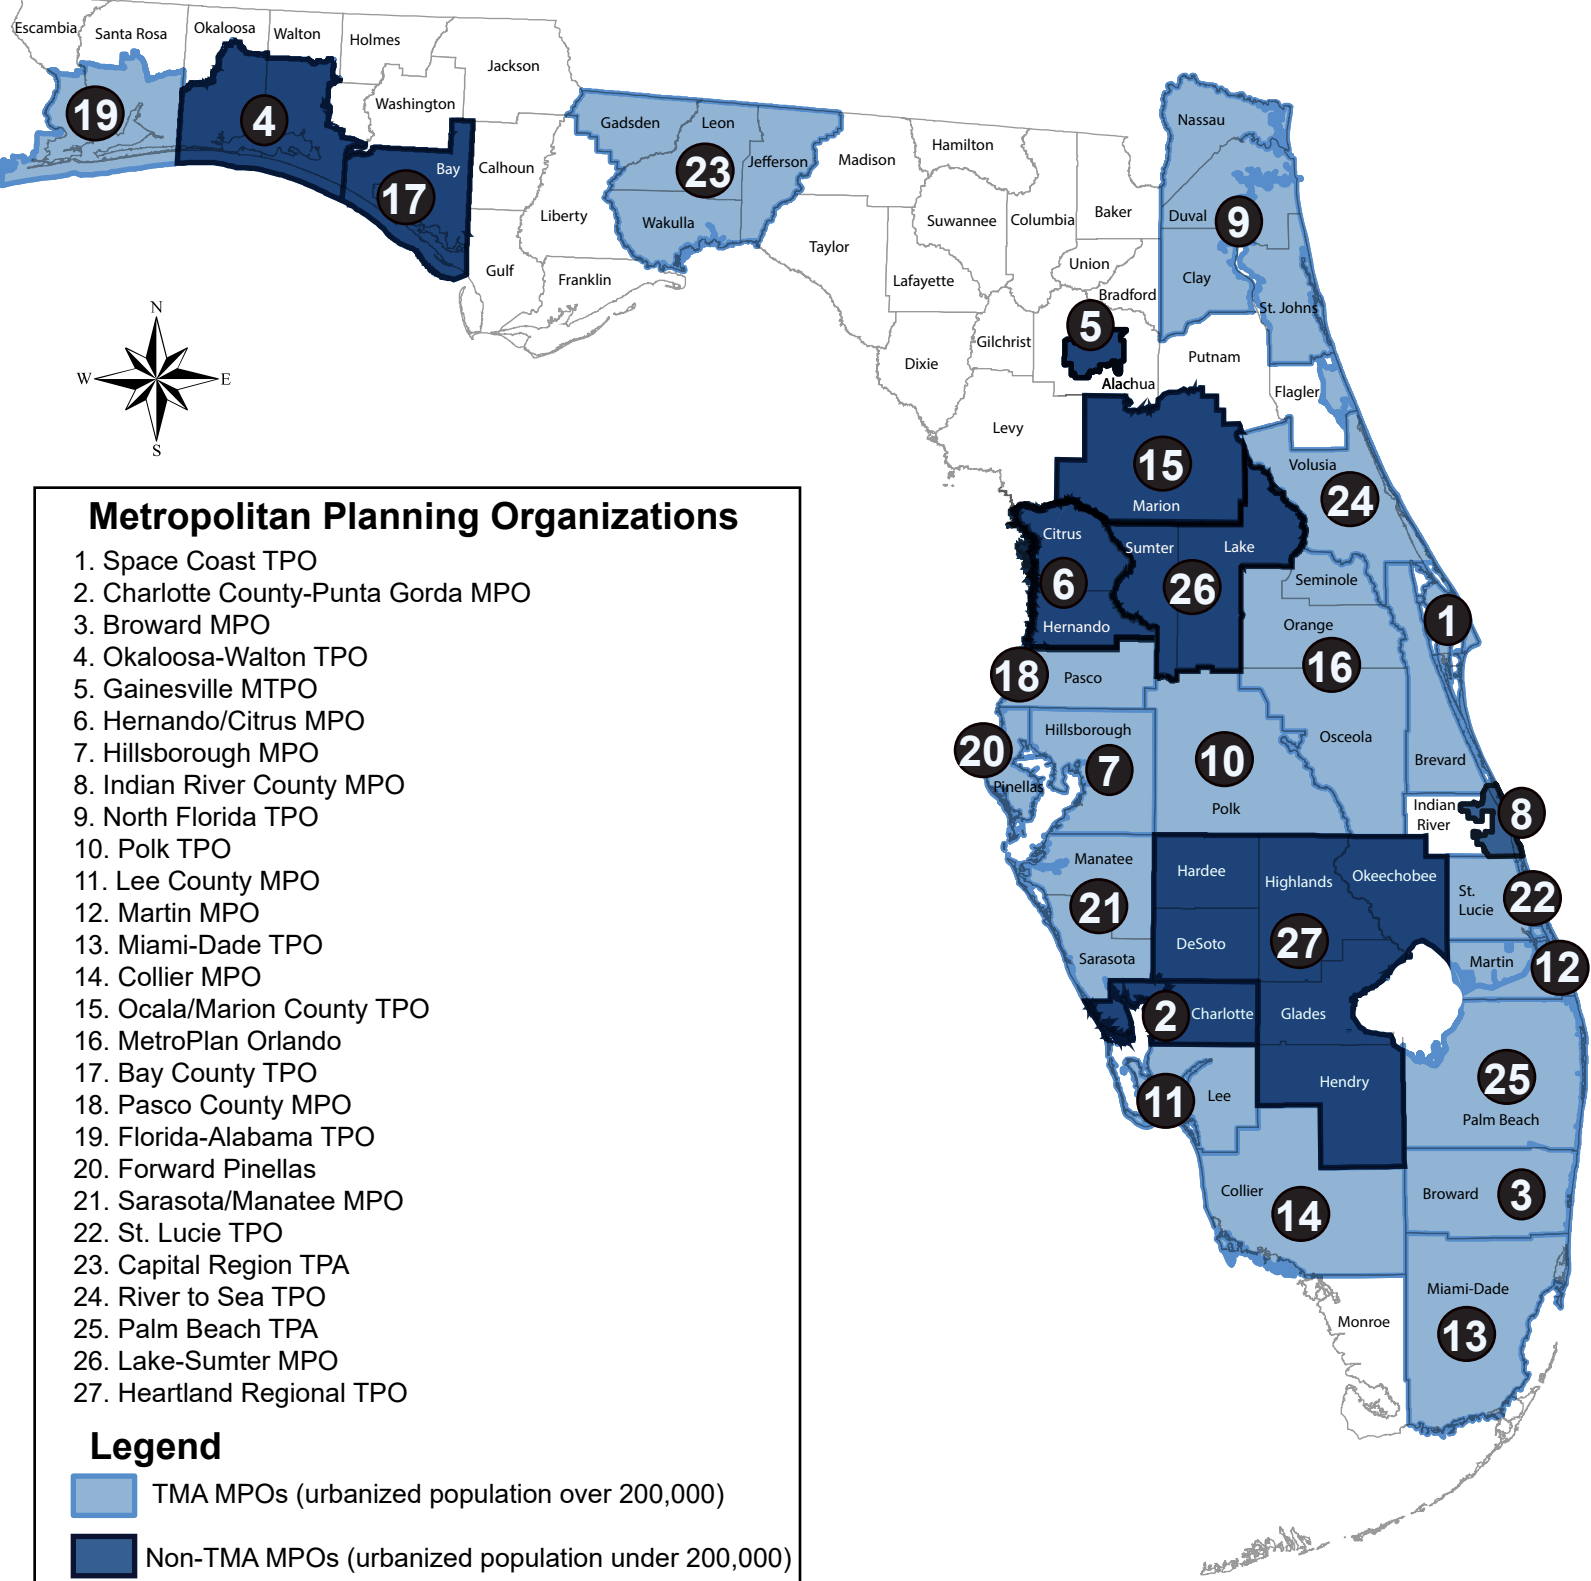 Escambia
Santa Rosa
Okaloosa
Walton
Holmes
Jackson
Washington
19
4
Bay
17
Calhoun
Gulf
Liberty
Franklin
Gadsden
Leon
Jefferson
23
Wakulla
Madison
Taylor
Hamilton
Suwannee
Lafayette
Columbia
Baker
Union
Bradford
5
Gilchrist
Dixie
Alachua
Levy
Nassau
Duval
9
Clay
St. Johns
Putnam
Flagler
N
W
E
S
15
Marion
Volusia
24
Citrus
6
Hernando
Sumter
Lake
26
Seminole
Orange
16
1
18
Pasco
20
Pinellas
Hillsborough
7
10
Polk
Osceola
Brevard
Indian
River
8
Manatee
21
Sarasota
Hardee
Highlands
Okeechobee
DeSoto
27
St.
Lucie
22
Martin
12
2
Charlotte
Glades
Hendry
11
Lee
25
Palm Beach
Collier
14
Broward
3
Miami-Dade
13
Monroe
Metropolitan Planning Organizations
1. Space Coast TPO
2. Charlotte County-Punta Gorda MPO
3. Broward MPO
4. Okaloosa-Walton TPO
5. Gainesville MTPO
6. Hernando/Citrus MPO
7. Hillsborough MPO
8. Indian River County MPO
9. North Florida TPO
10. Polk TPO
11. Lee County MPO
12. Martin MPO
13. Miami-Dade TPO
14. Collier MPO
15. Ocala/Marion County TPO
16. MetroPlan Orlando
17. Bay County TPO
18. Pasco County MPO
19. Florida-Alabama TPO
20. Forward Pinellas
21. Sarasota/Manatee MPO
22. St. Lucie TPO
23. Capital Region TPA
24. River to Sea TPO
25. Palm Beach TPA
26. Lake-Sumter MPO
27. Heartland Regional TPO
Legend
TMA MPOs (urbanized population over 200,000)
Non-TMA MPOs (urbanized population under 200,000)